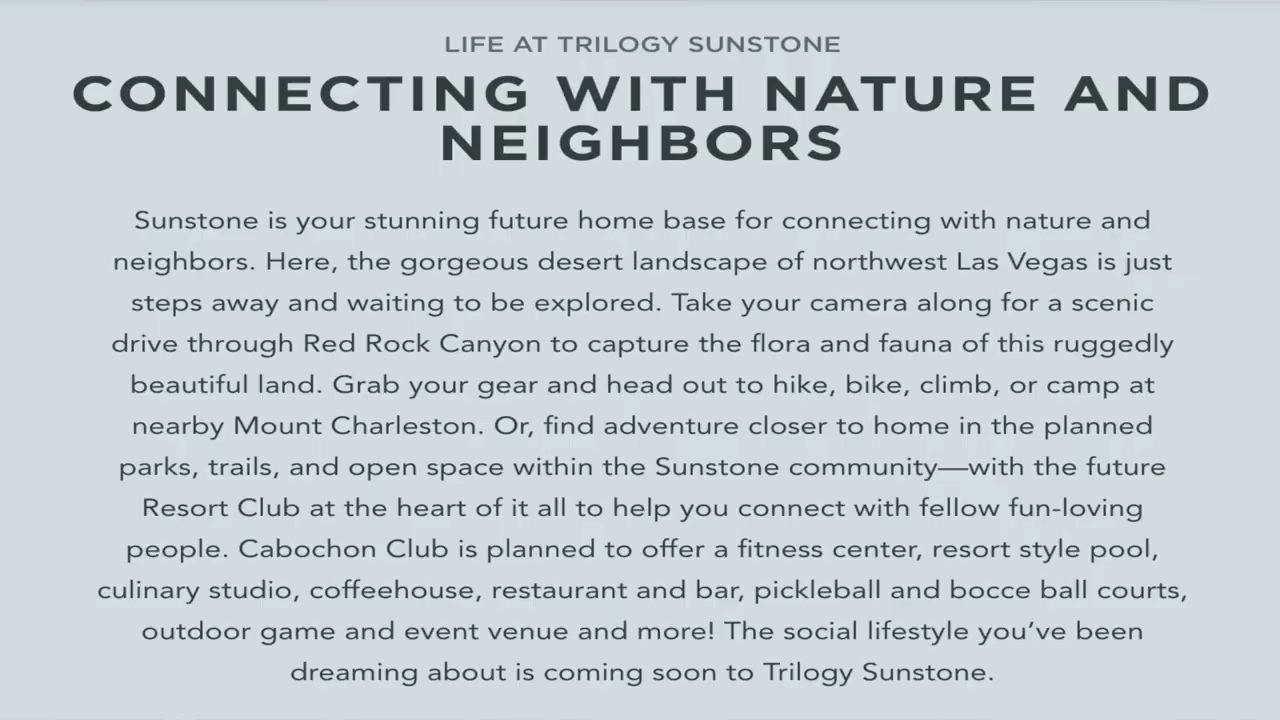 LIFE AT TRILOGY SUNSTONE
CONNECTING WITH NATURE AND
NEIGHBORS
Sunstone is your stunning future home base for connecting with nature and
neighbors. Here, the gorgeous desert landscape of northwest Las Vegas is just
steps away and waiting to be explored. Take your camera along for a scenic
drive through Red Rock Canyon to capture the flora and fauna of this ruggedly
beautiful land. Grab your gear and head out to hike, bike, climb, or camp at
nearby Mount Charleston. Or, find adventure closer to home in the planned
parks, trails, and open space within the Sunstone community—with the future
Resort Club at the heart of it all to help you connect with fellow fun-loving
people. Cabochon Club is planned to offer a fitness center, resort style pool,
culinary studio, coffeehouse, restaurant and bar, pickleball and bocce ball courts,
outdoor game and event venue and more! The social lifestyle you’ve been
dreaming about is coming soon to Trilogy Sunstone.